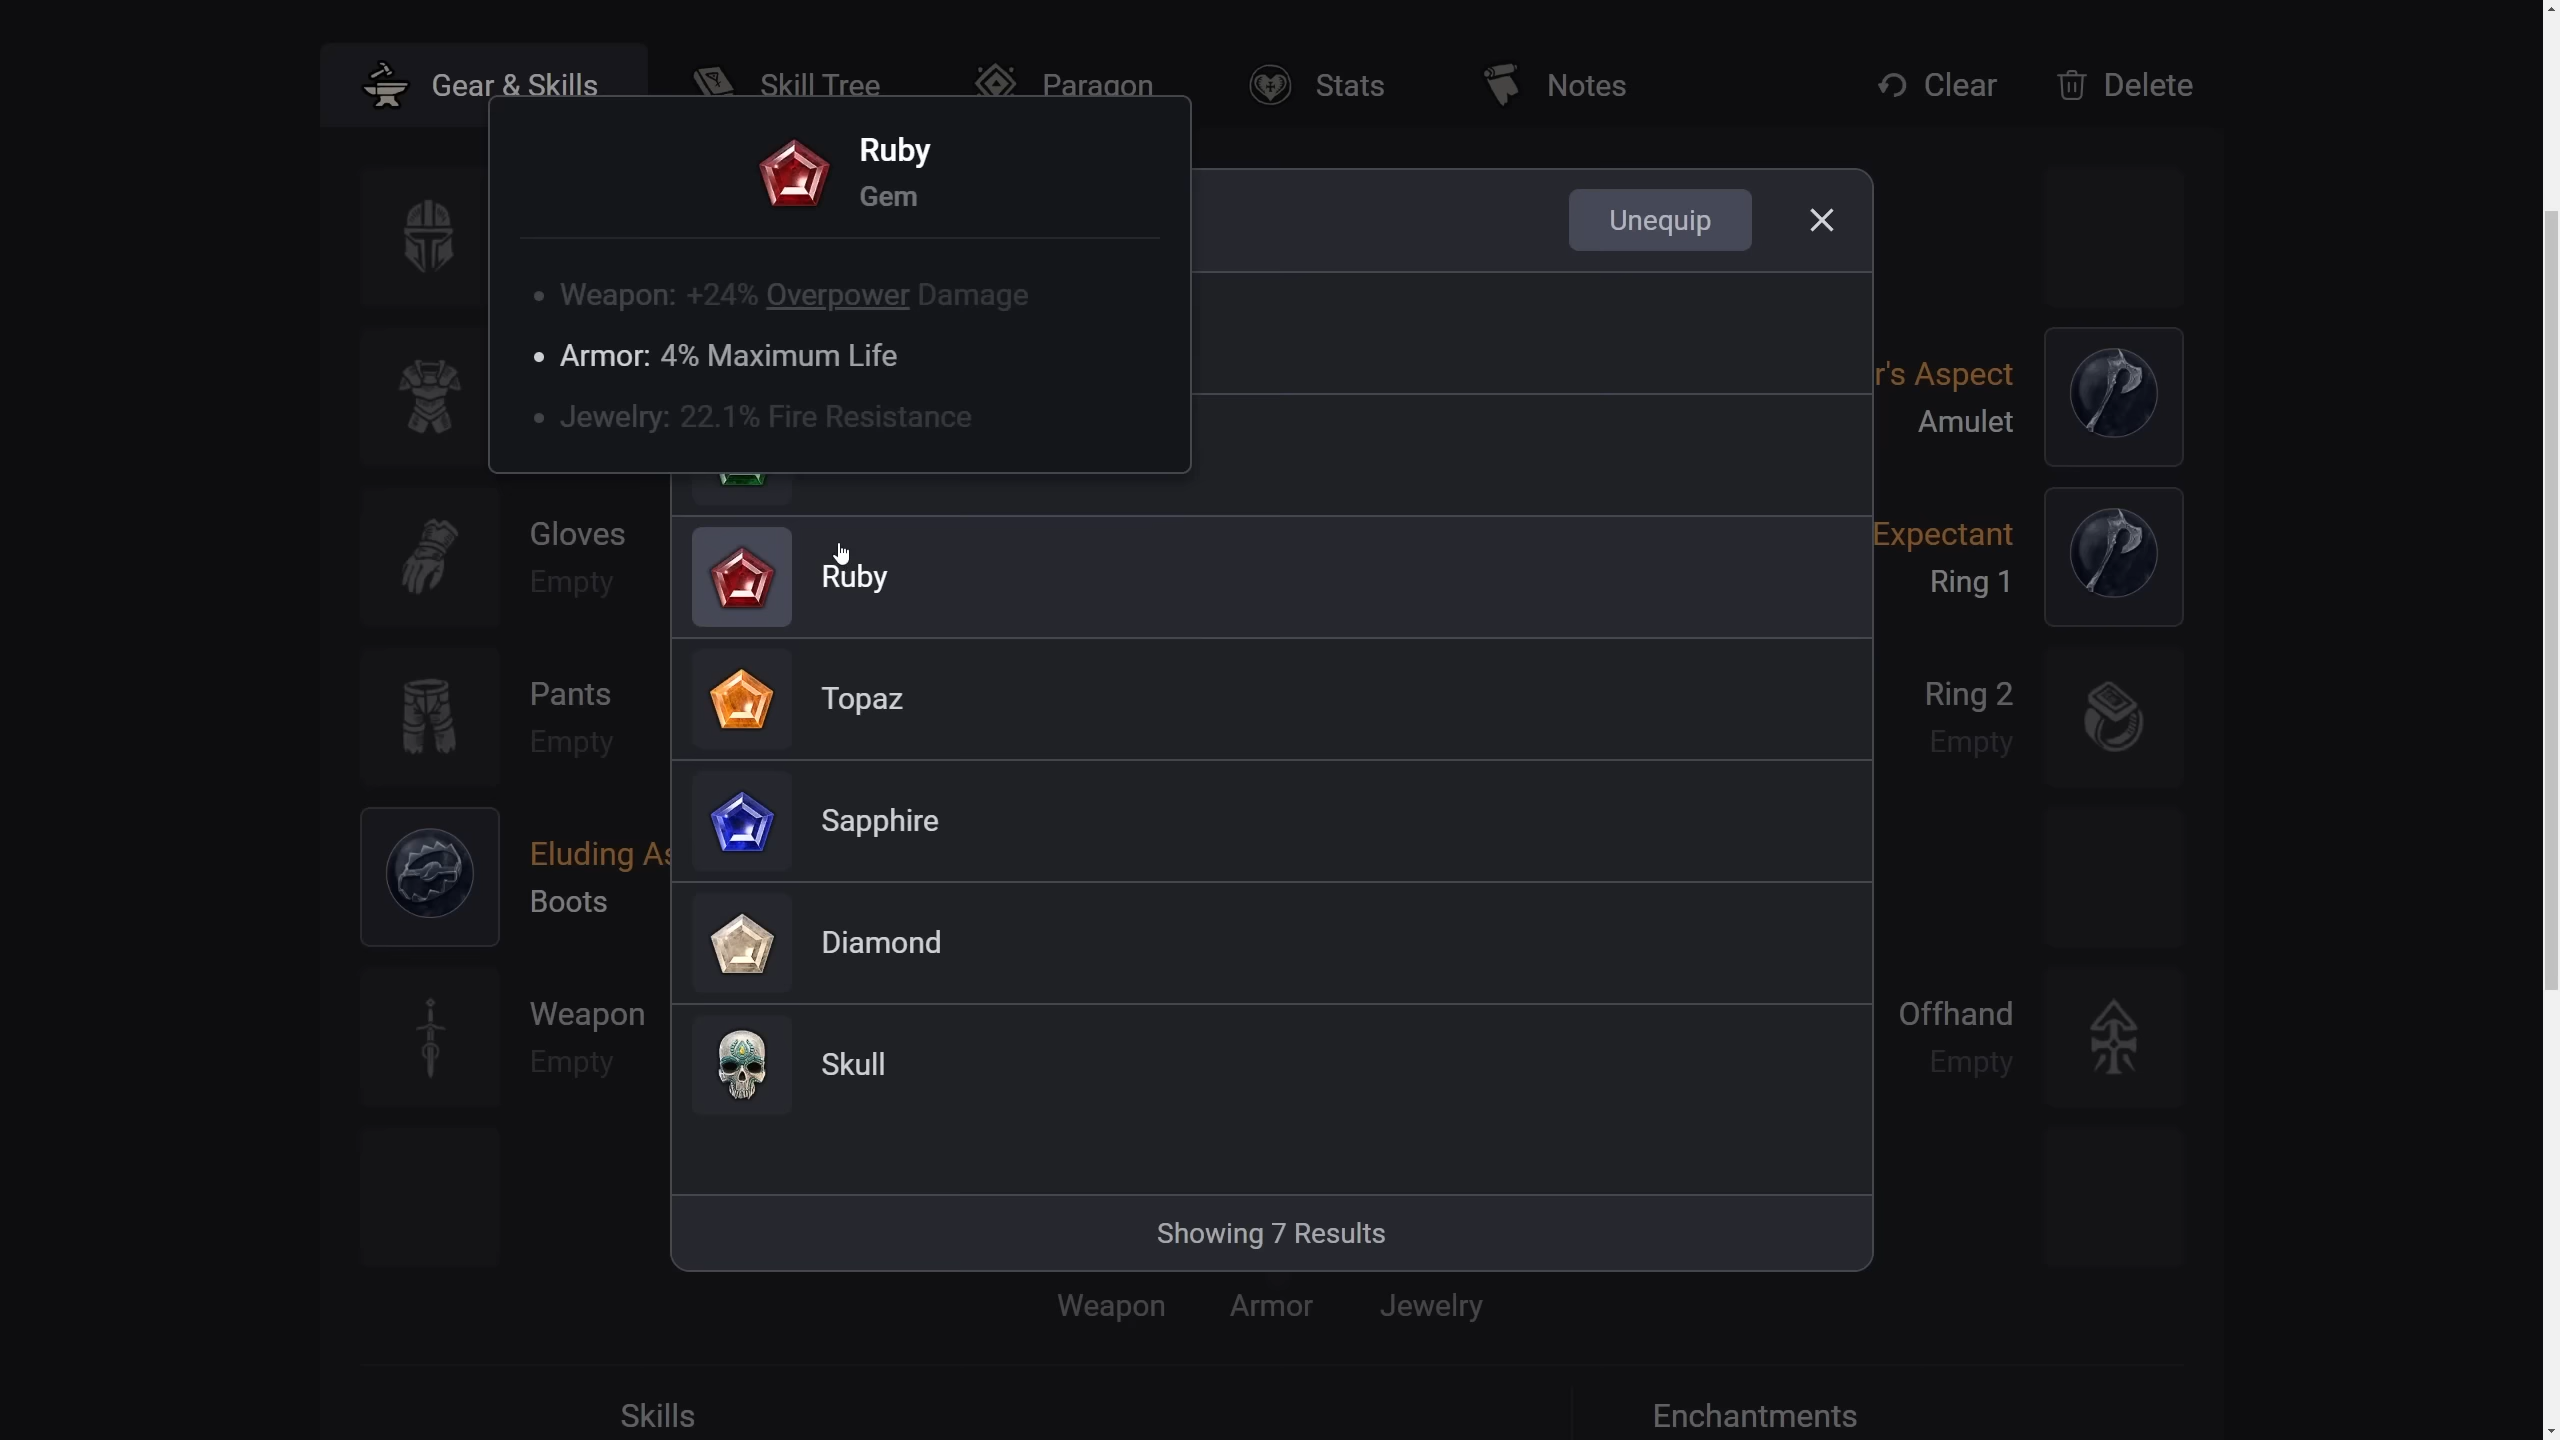 Gear & Skills
Skill Tree
Paragon
Stats
Notes
Clear
Delete
Ruby
Gem
Weapon: +24% Overpower Damage
Armor: 4% Maximum Life
Jewelry: 22.1% Fire Resistance
Unequip
r's Aspect
Amulet
Gloves
Empty
Expectant
Ring 1
Ruby
Pants
Empty
Topaz
Ring 2
Empty
Sapphire
Eluding As
Boots
Diamond
Weapon
Empty
Skull
Offhand
Empty
Showing 7 Results
Weapon
Armor
Jewelry
Skills
Enchantments